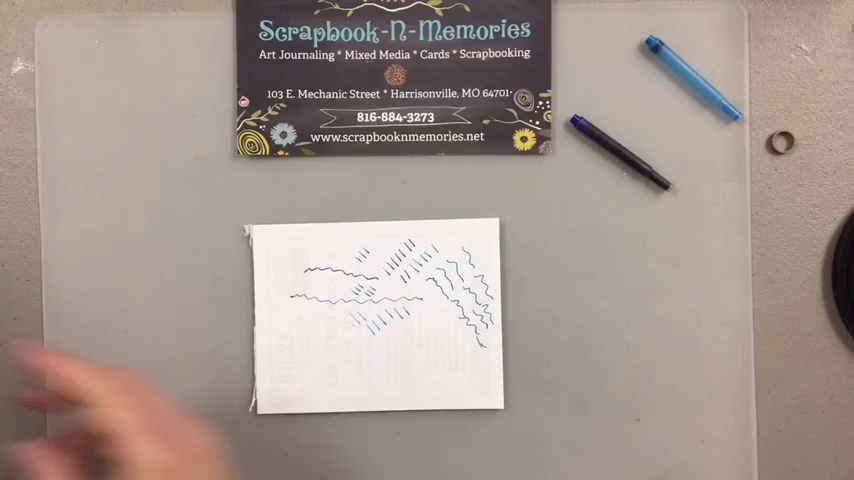 Scrapbook-N-Memories
Art Journaling * Mixed Media * Cards * Scrapbooking
103 E. Mechanic Street * Harrisonville, MO 64701
816-884-3273
www.scrapbooknmemories.net